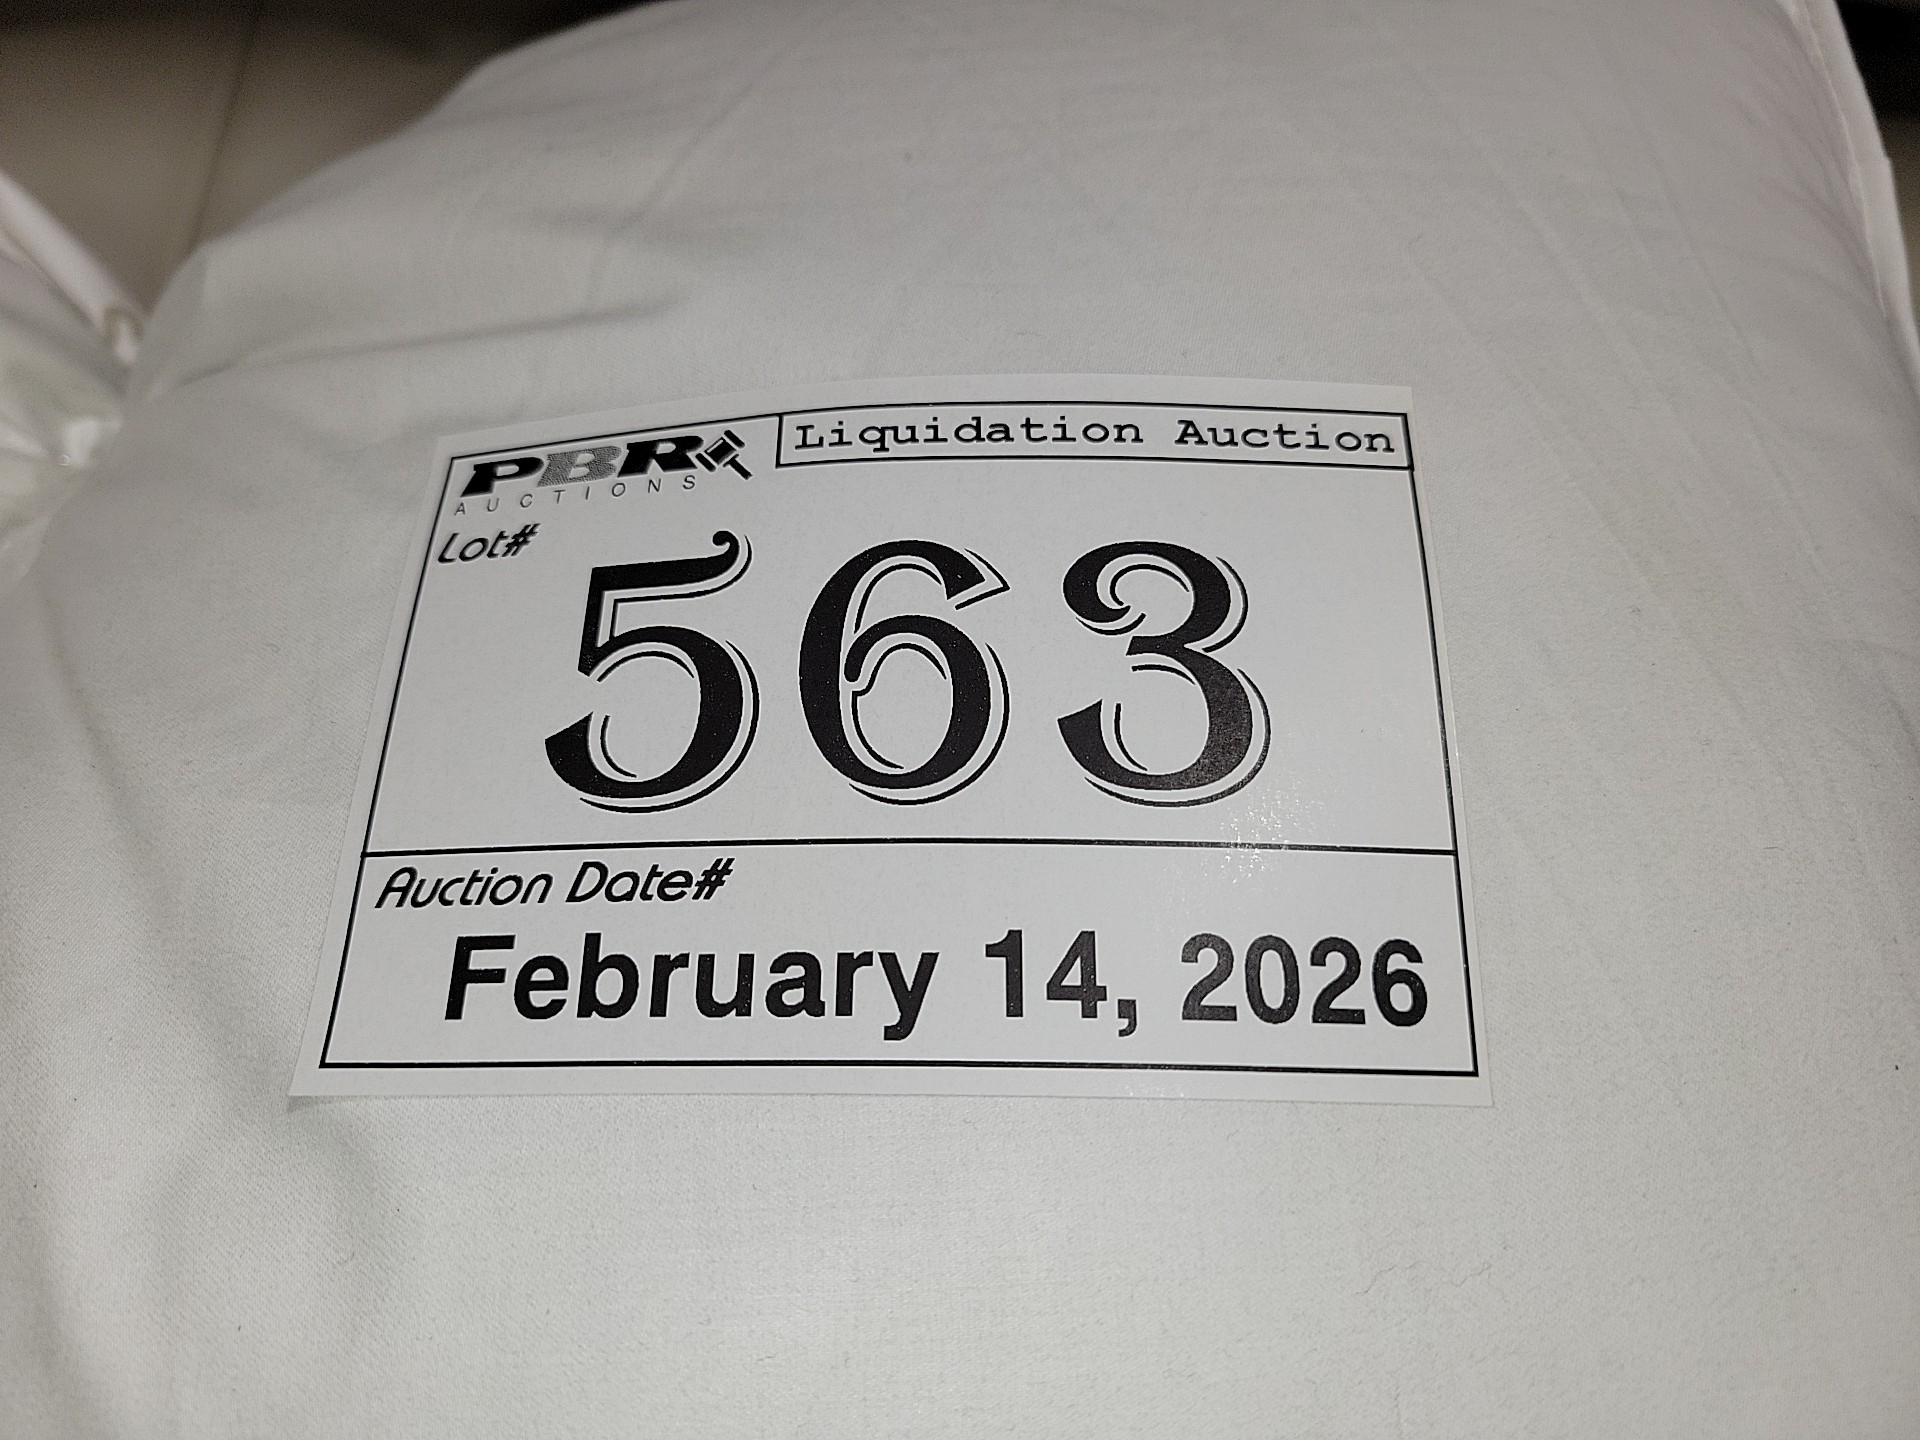 PBR
AUCTIONS
Liquidation Auction
Lot#
563
Auction Date#
February 14, 2026